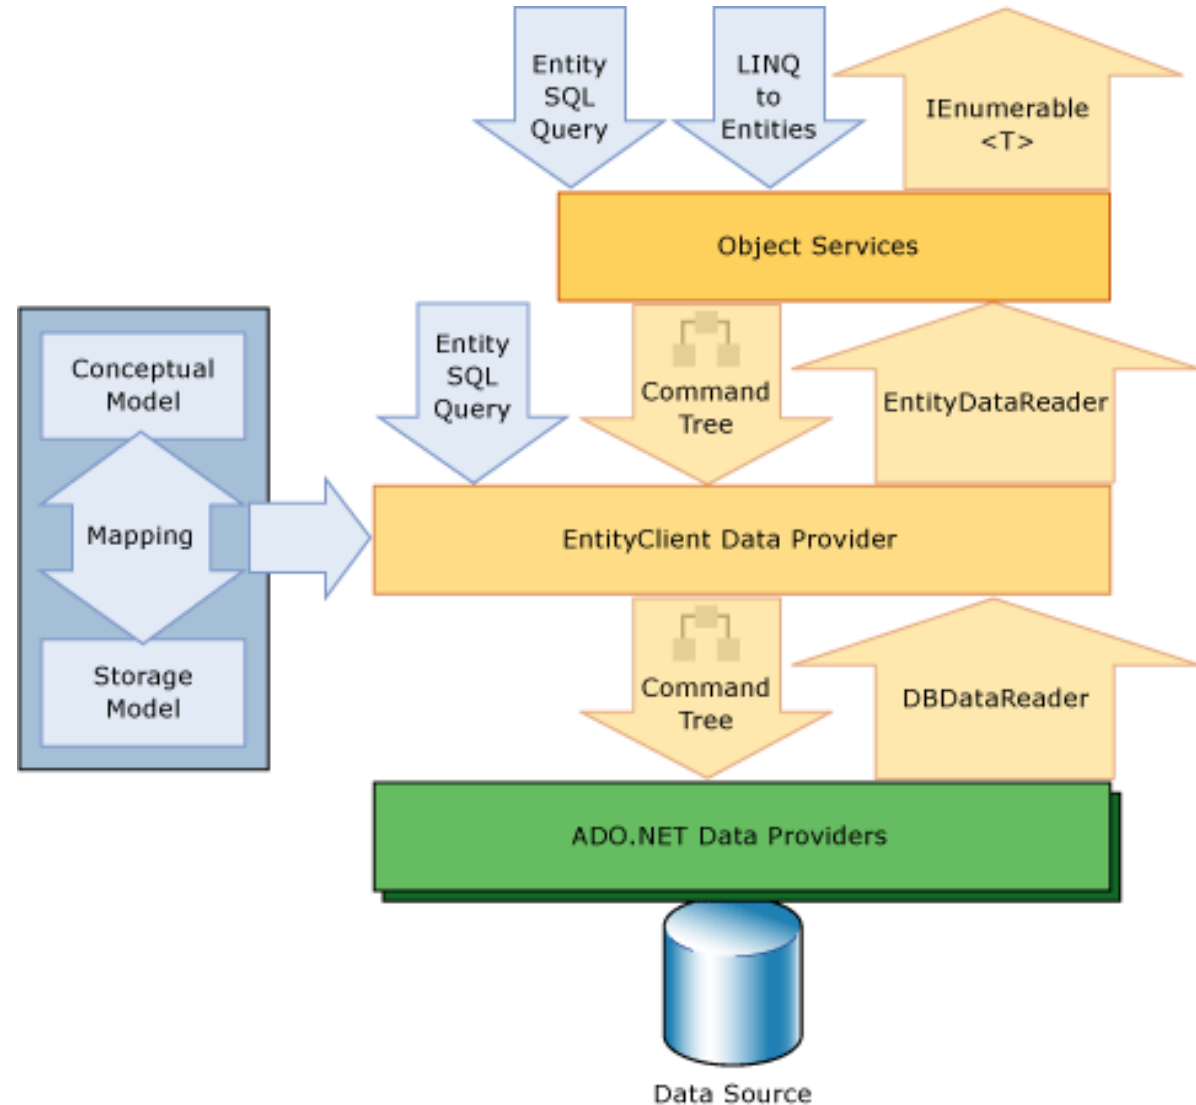 Entity
SQL
Query
LINQ
to
Entities
IEnumerable
<T>
Object Services
Entity
SQL
Query
Command
Tree
EntityDataReader
Conceptual
Model
Mapping
Storage
Model
EntityClient Data Provider
Command
Tree
DBDataReader
ADO.NET Data Providers
Data Source